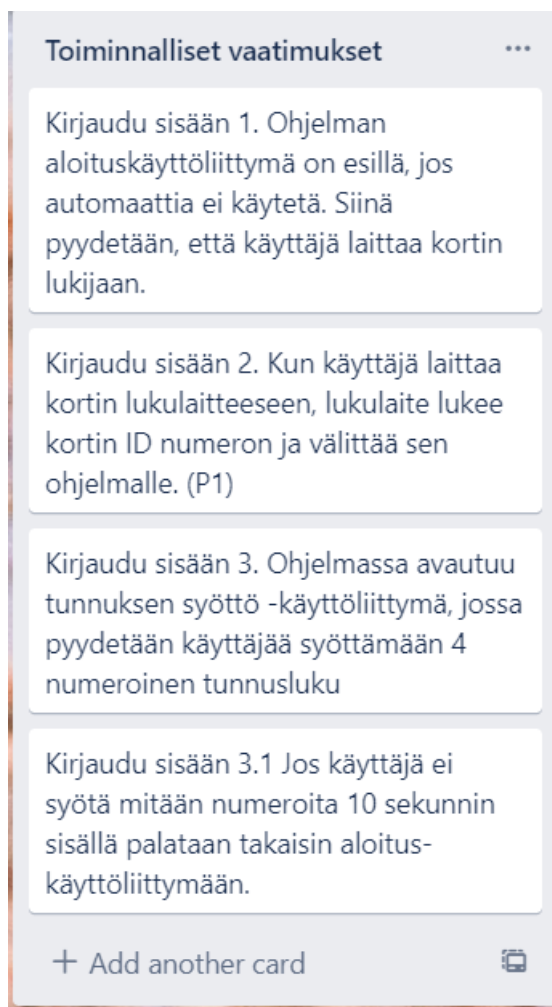 Toiminnalliset vaatimukset
Kirjaudu sisään 1. Ohjelman
aloituskäyttöliittymä on esillä, jos
automaattia ei käytetä. Siinä
pyydetään, että käyttäjä laittaa kortin
lukijaan.
Kirjaudu sisään 2. Kun käyttäjä laittaa
kortin lukulaitteeseen, lukulaite lukee
kortin ID numeron ja välittää sen
ohjelmalle. (P1)
Kirjaudu sisään 3. Ohjelmassa avautuu
tunnuksen syöttö -käyttöliittymä, jossa
pyydetään käyttäjää syöttämään 4
numeroinen tunnusluku
Kirjaudu sisään 3.1 Jos käyttäjä ei
syötä mitään numeroita 10 sekunnin
sisällä palataan takaisin aloitus-
käyttöliittymään.
+ Add another card